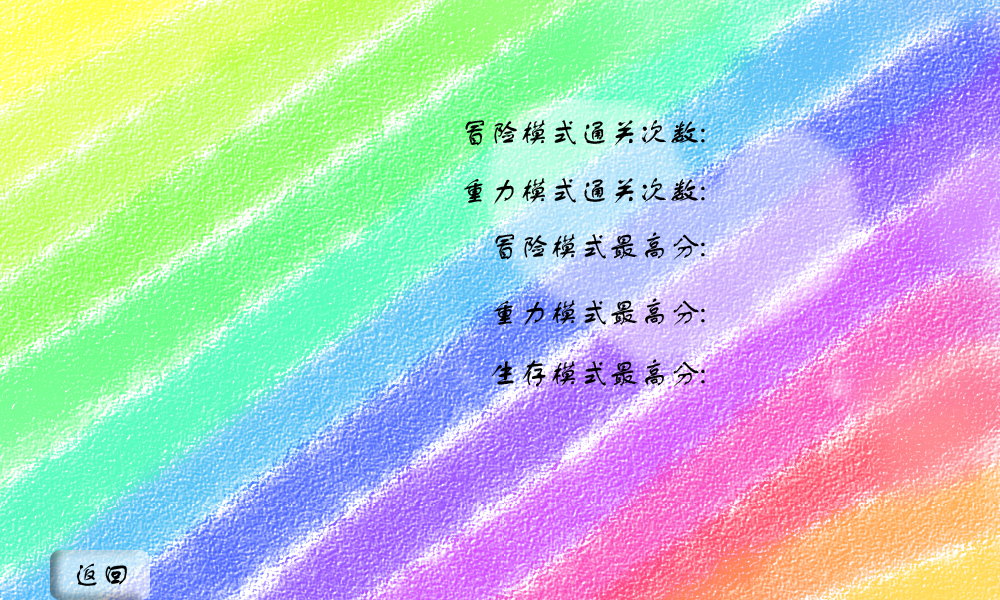 冒险模式通关次数:
重力模式通关次数:
冒险模式最高分:
重力模式最高分:
生存模式最高分:
返回